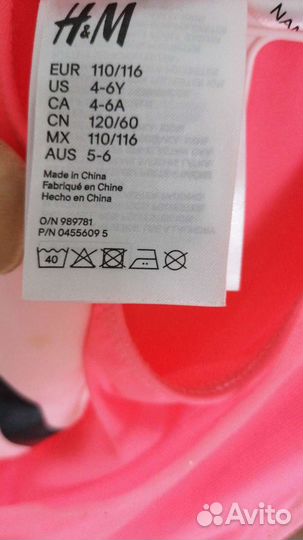 H&M
EUR 110/116
US 4-6Y
CA 4-6A
CN 120/60
MX 110/116
AUS 5-6
Made in China
Fabriqué en Chine
Hecho en China
O/N 989781
P/N 0455609 5
40
NAM
Avito